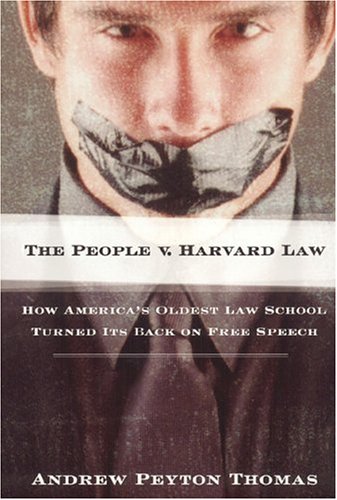 THE PEOPLE V. HARVARD LAW
HOW AMERICA'S OLDEST LAW SCHOOL
TURNED ITS BACK ON FREE SPEECH
ANDREW PEYTON THOMAS